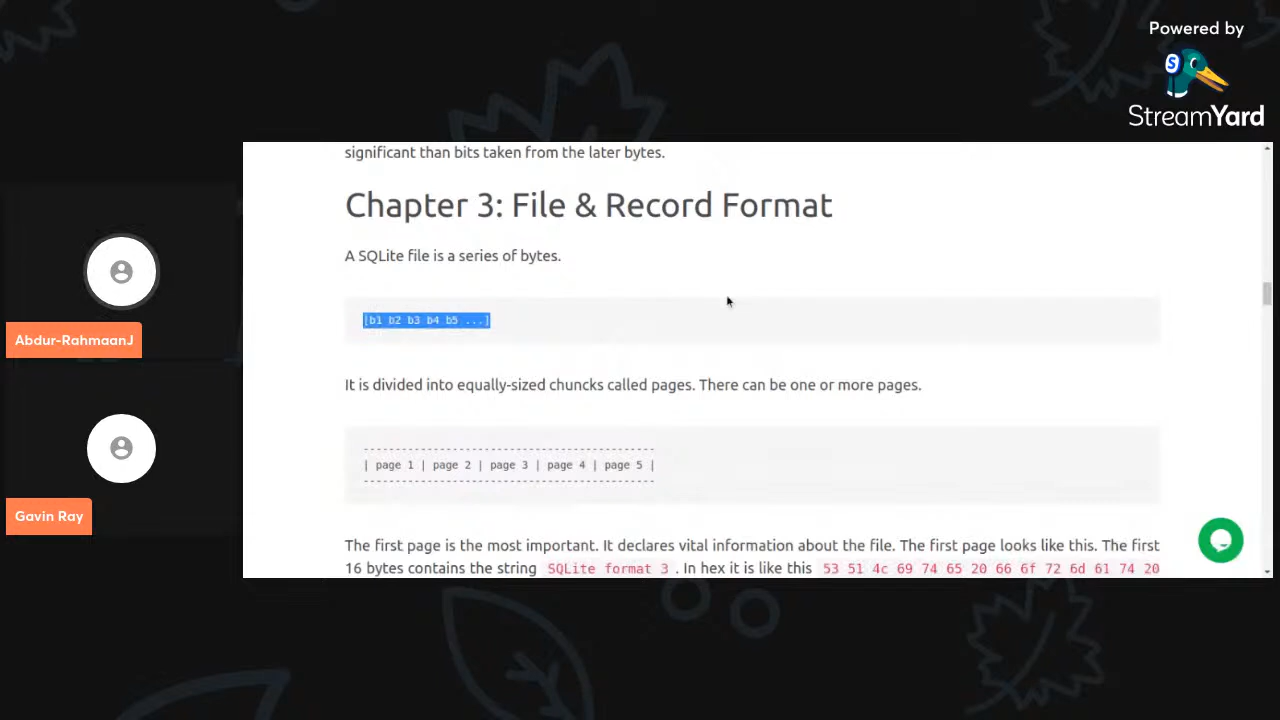 Powered by
S
StreamYard
significant than bits taken from the later bytes.
Chapter 3: File & Record Format
A SQLite file is a series of bytes.
[b1 b2 b3 b4 b5 ...]
It is divided into equally-sized chuncks called pages. There can be one or more pages.
----------------------------------------------
| page 1 | page 2 | page 3 | page 4 | page 5 |
----------------------------------------------
The first page is the most important. It declares vital information about the file. The first page looks like this. The first
16 bytes contains the string SQLite format 3 . In hex it is like this 53 51 4c 69 74 65 20 66 6f 72 6d 61 74 20
Abdur-RahmaanJ
Gavin Ray